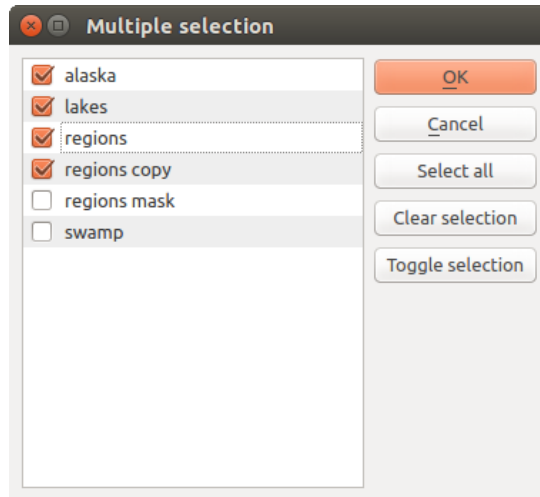 Multiple selection
alaska
lakes
regions
regions copy
regions mask
swamp
OK
Cancel
Select all
Clear selection
Toggle selection